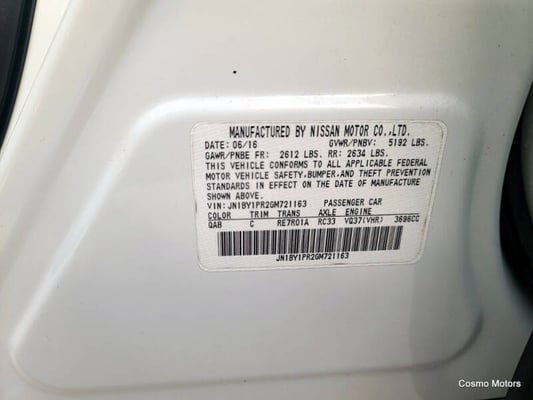 MANUFACTURED BY NISSAN MOTOR CO.,LTD.
DATE: 06/16 GVWR/PNBV: 5192 LBS.
GAWR/PNBE FR: 2612 LBS. RR: 2634 LBS.
THIS VEHICLE CONFORMS TO ALL APPLICABLE FEDERAL
MOTOR VEHICLE SAFETY,BUMPER,AND THEFT PREVENTION
STANDARDS IN EFFECT ON THE DATE OF MANUFACTURE
SHOWN ABOVE.
VIN: JN1BY1PR2GM721163 PASSENGER CAR
COLOR TRIM TRANS AXLE ENGINE
QAB C RE7R01A RC33 VQ37(VHR) 3696CC
JN1BY1PR2GM721163
Cosmo Motors